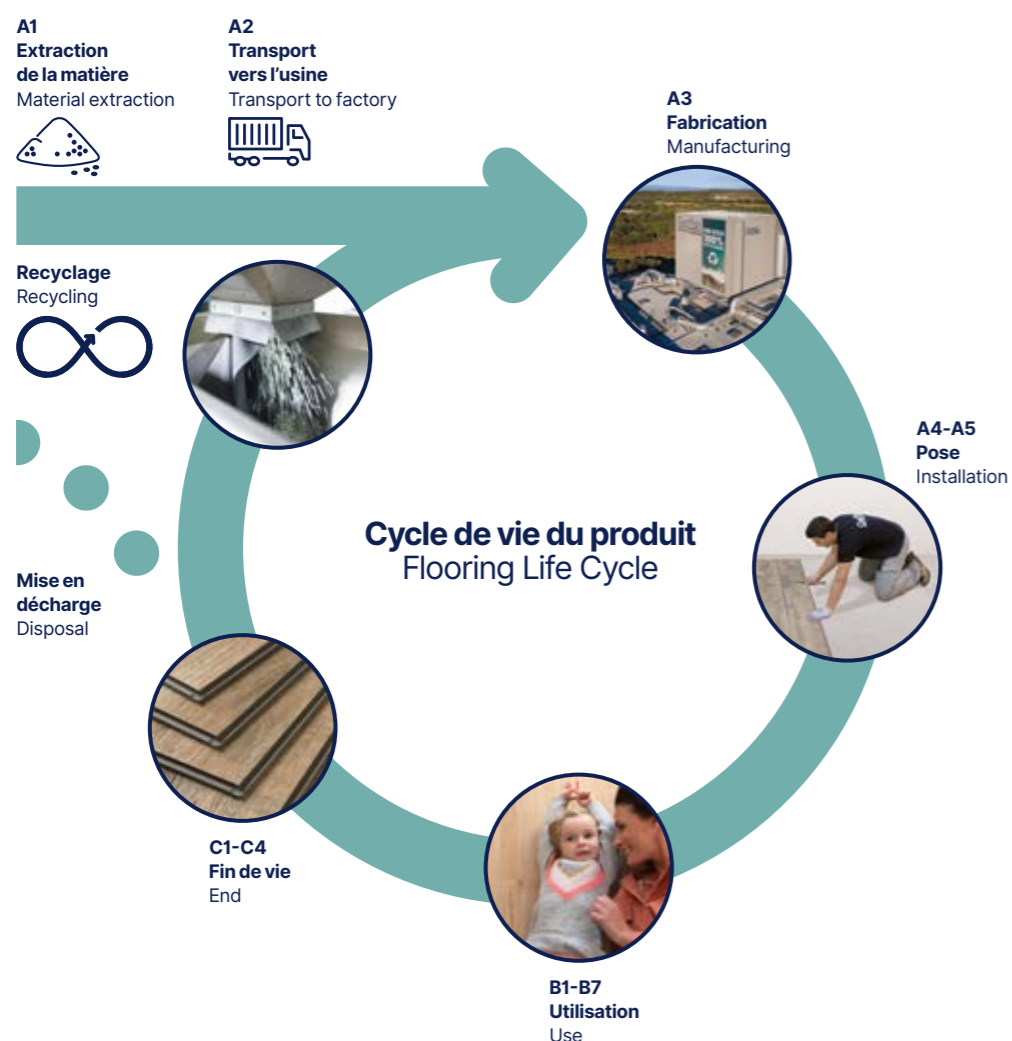 A1
Extraction
de la matière
Material extraction
A2
Transport
vers l'usine
Transport to factory
A3
Fabrication
Manufacturing
Recyclage
Recycling
A4-A5
Pose
Installation
Cycle de vie du produit
Flooring Life Cycle
Mise en
décharge
Disposal
C1-C4
Fin de vie
End
B1-B7
Utilisation
Use